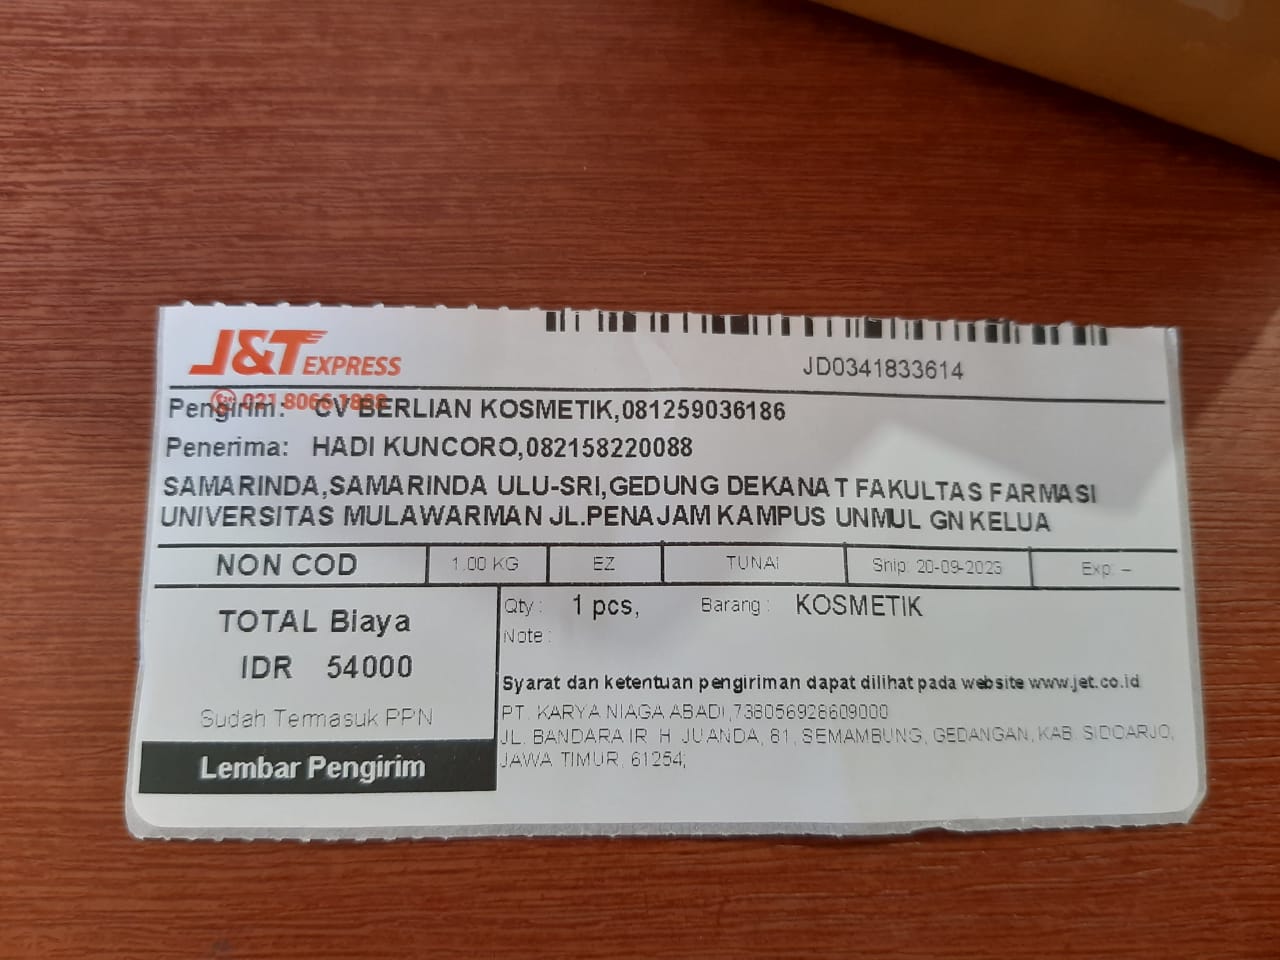 J&T EXPRESS
JD0341833614
021 8066 1888
Pengirim: CV BERLIAN KOSMETIK,081259036186
Penerima: HADI KUNCORO,082158220088
SAMARINDA,SAMARINDA ULU-SRI,GEDUNG DEKANAT FAKULTAS FARMASI
UNIVERSITAS MULAWARMAN JL.PENAJAM KAMPUS UNMUL GN KELUA
NON COD 1.00 KG EZ TUNAI Ship: 20-09-2023 Exp: --
TOTAL Biaya
IDR 54000
Sudah Termasuk PPN
Lembar Pengirim
Qty : 1 pcs, Barang : KOSMETIK
Note :
Syarat dan ketentuan pengiriman dapat dilihat pada website www.jet.co.id
PT. KARYA NIAGA ABADI,738056928609000
JL. BANDARA IR. H. JUANDA, 81, SEMAMBUNG, GEDANGAN, KAB. SIDOARJO,
JAWA TIMUR, 61254;